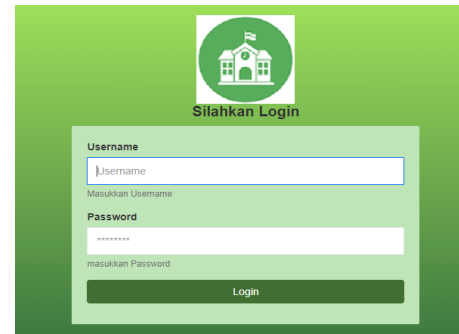 Silahkan Login
Username
Username
Masukkan Username
Password
********
masukkan Password
Login